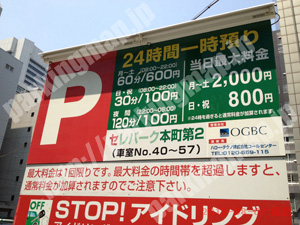 P
24時間一時預り
月－土 (08:00-22:00)
60分/600円
日・祝 (08:00-22:00)
30分/100円
夜間 (22:00-08:00)
120分/100円
当日最大料金
月－土 2,000円
日・祝 800円
セレパーク本町第2
(車室No.40～57)
OGBC
最大料金は1回限りです。最大料金の時間帯を超過しますと、
通常料金が加算されますのでご注意下さい。
OFF
STOP!アイドリング